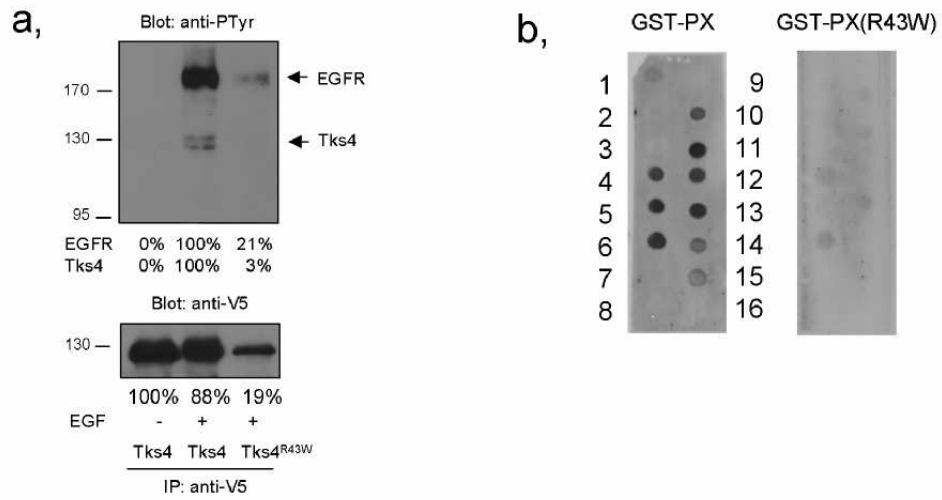 a,
Blot: anti-PTyr
170
EGFR
130
Tks4
95
EGFR 0% 100% 21%
Tks4 0% 100% 3%
Blot: anti-V5
130
100% 88% 19%
EGF - + +
Tks4 Tks4 Tks4R43W
IP: anti-V5
b,
GST-PX GST-PX(R43W)
1 9
2 10
3 11
4 12
5 13
6 14
7 15
8 16